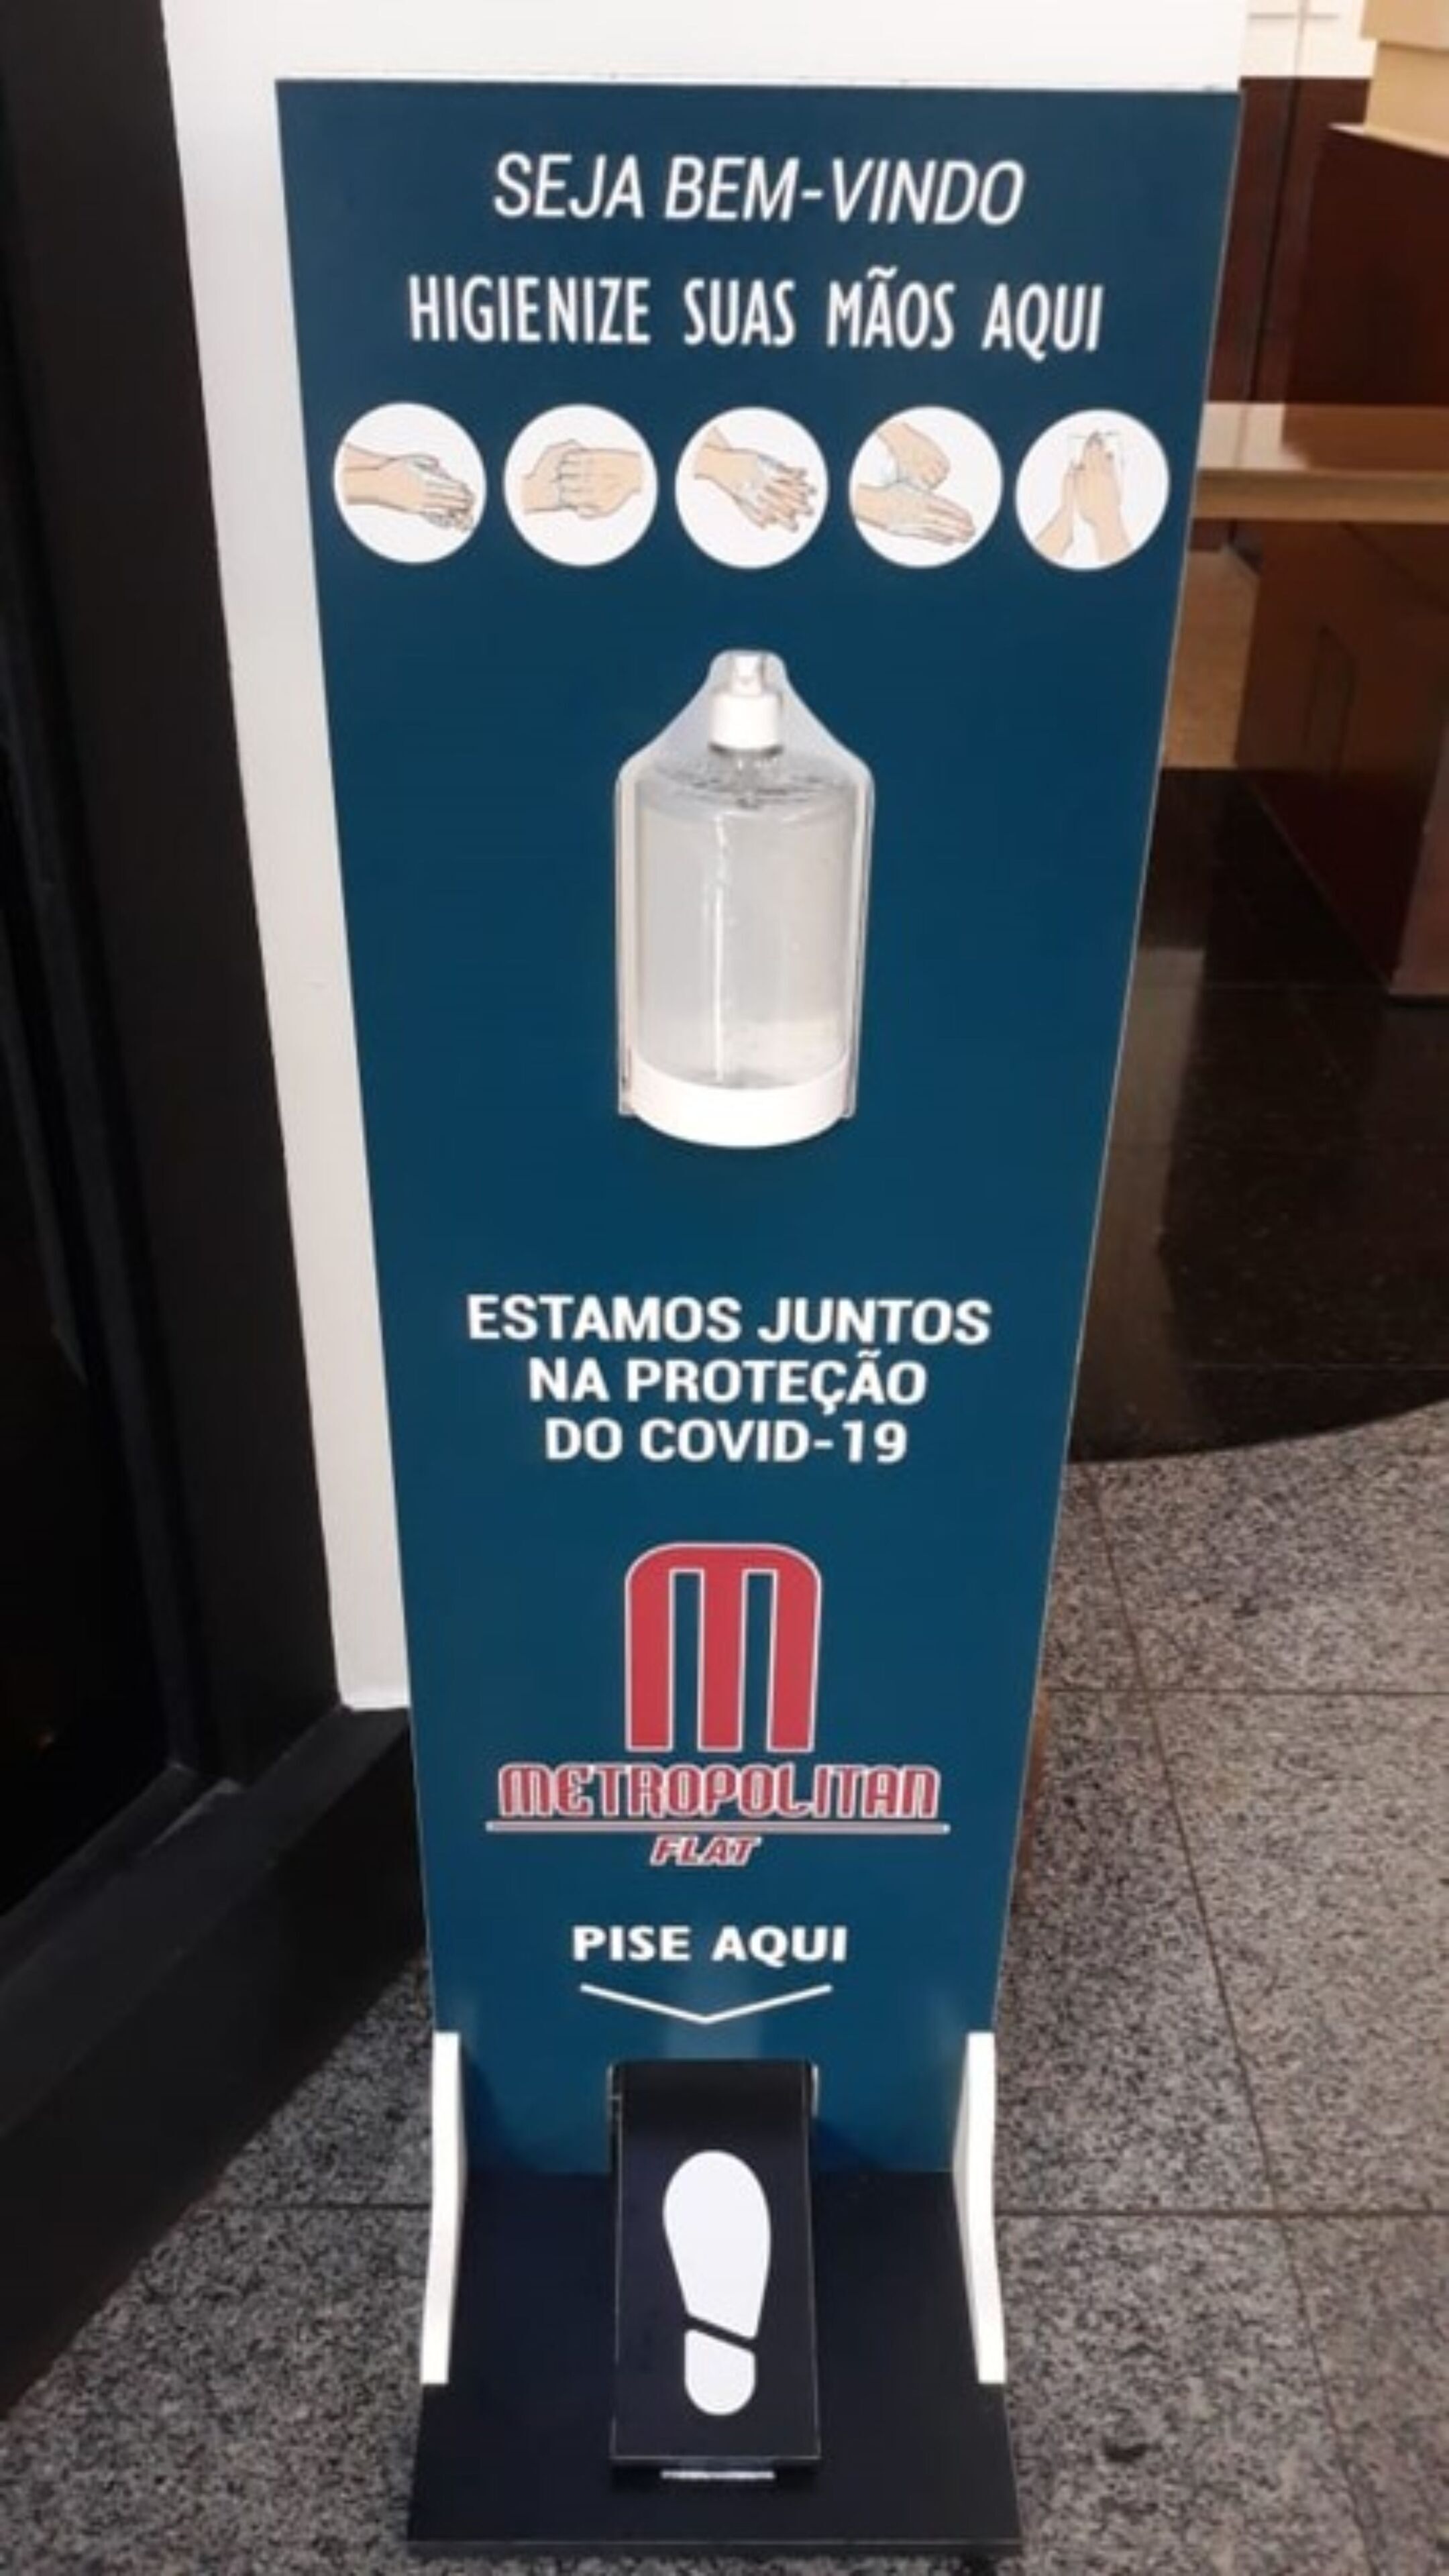 SEJA BEM-VINDO
HIGIENIZE SUAS MÃOS AQUI
ESTAMOS JUNTOS
NA PROTEÇÃO
DO COVID-19
M
METROPOLITAN
FLAT
PISE AQUI